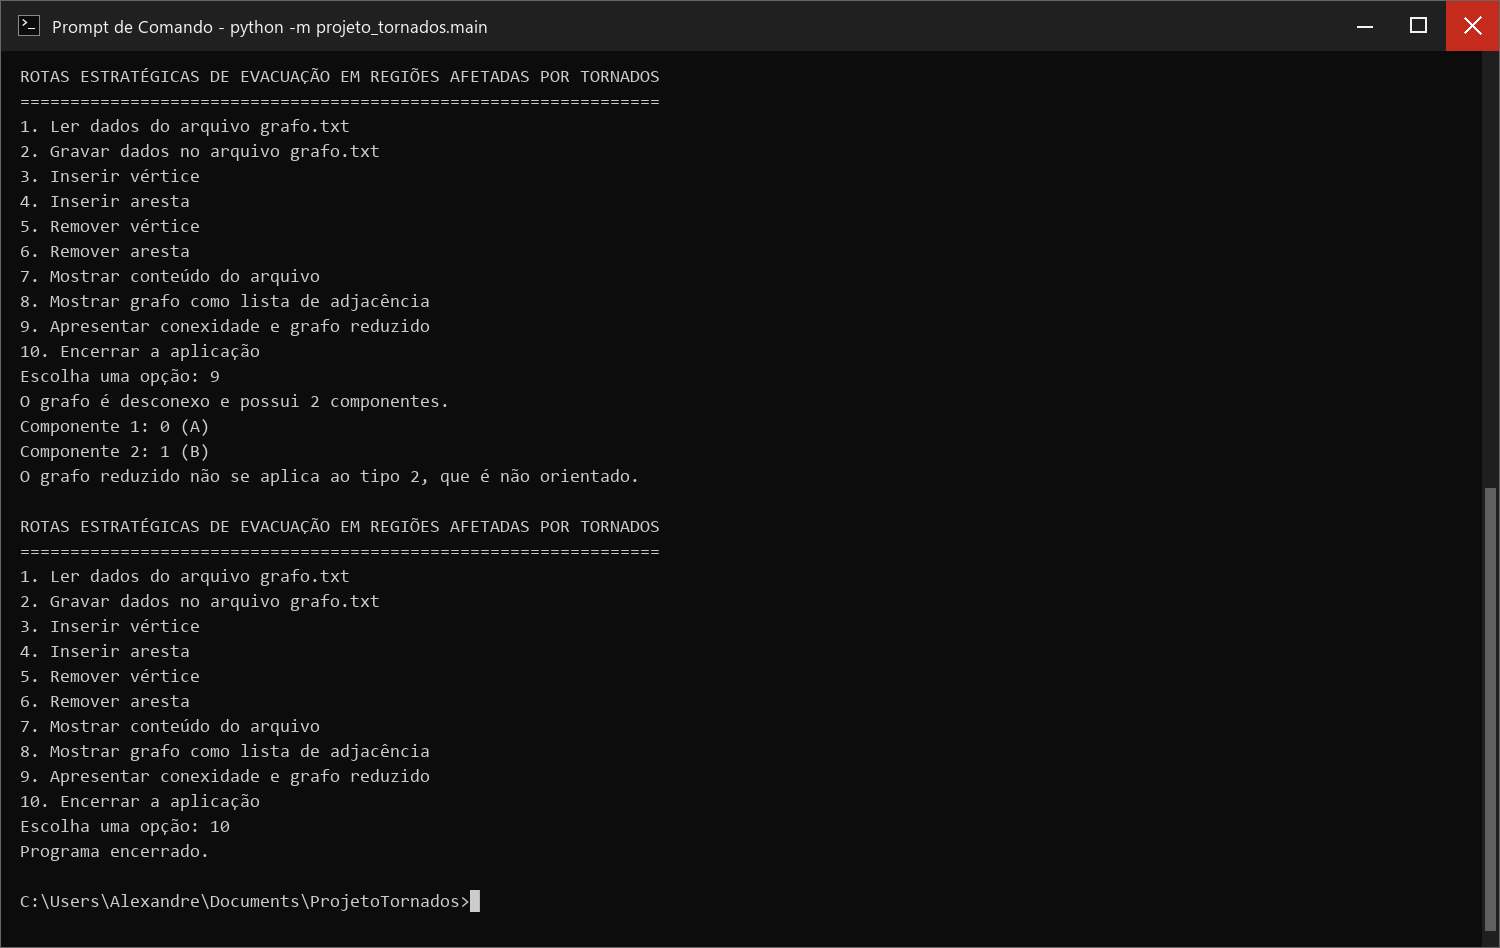 Prompt de Comando - python -m projeto_tornados.main
ROTAS ESTRATÉGICAS DE EVACUAÇÃO EM REGIÕES AFETADAS POR TORNADOS
================================================================
1. Ler dados do arquivo grafo.txt
2. Gravar dados no arquivo grafo.txt
3. Inserir vértice
4. Inserir aresta
5. Remover vértice
6. Remover aresta
7. Mostrar conteúdo do arquivo
8. Mostrar grafo como lista de adjacência
9. Apresentar conexidade e grafo reduzido
10. Encerrar a aplicação
Escolha uma opção: 9
O grafo é desconexo e possui 2 componentes.
Componente 1: 0 (A)
Componente 2: 1 (B)
O grafo reduzido não se aplica ao tipo 2, que é não orientado.
ROTAS ESTRATÉGICAS DE EVACUAÇÃO EM REGIÕES AFETADAS POR TORNADOS
================================================================
1. Ler dados do arquivo grafo.txt
2. Gravar dados no arquivo grafo.txt
3. Inserir vértice
4. Inserir aresta
5. Remover vértice
6. Remover aresta
7. Mostrar conteúdo do arquivo
8. Mostrar grafo como lista de adjacência
9. Apresentar conexidade e grafo reduzido
10. Encerrar a aplicação
Escolha uma opção: 10
Programa encerrado.
C:\Users\Alexandre\Documents\ProjetoTornados>